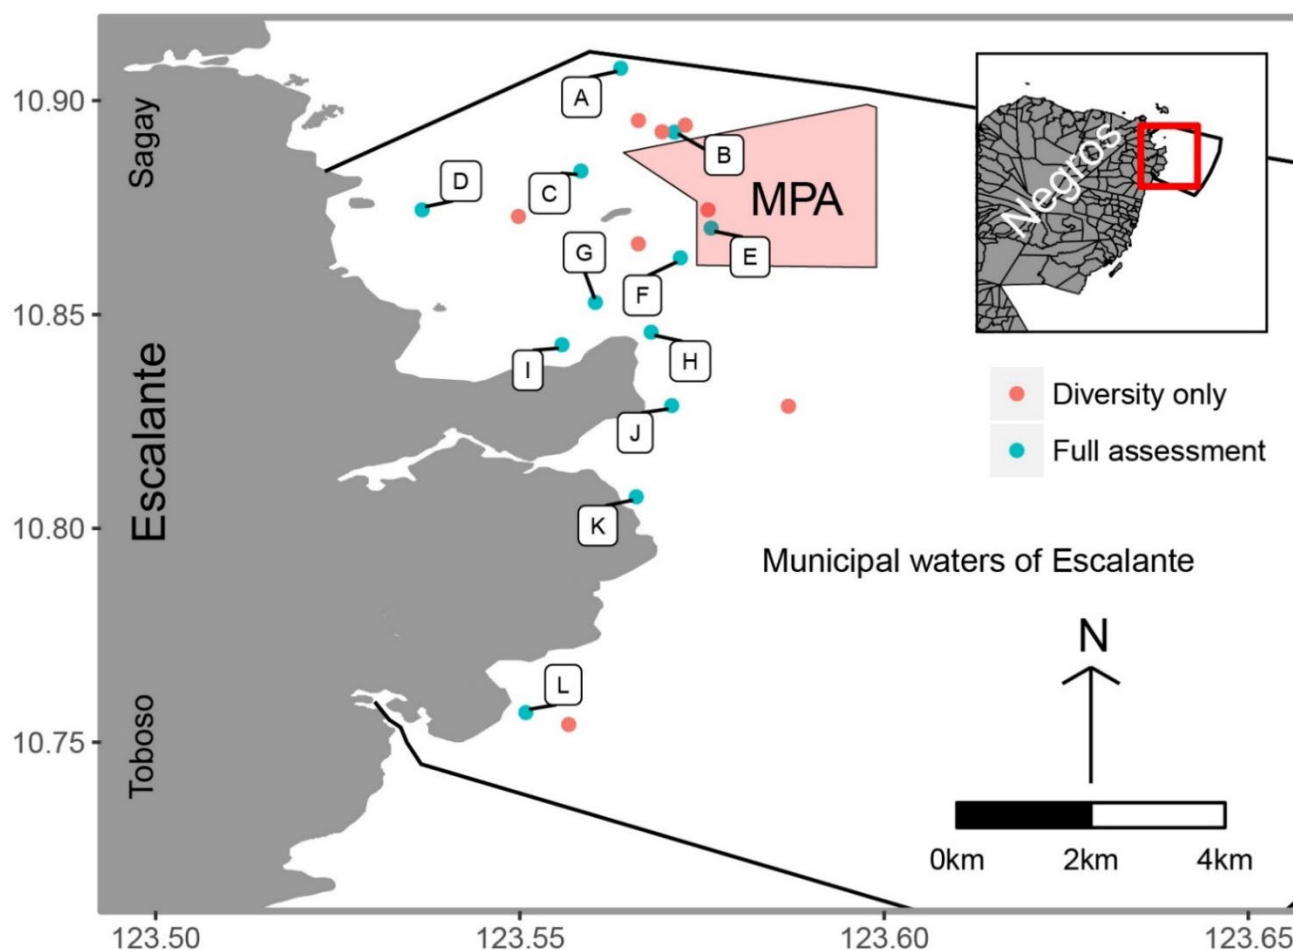 10.90
10.85
10.80
10.75
Sagay
Escalante
Toboso
A
B
C
D
E
F
G
H
I
J
K
L
MPA
Negros
Diversity only
Full assessment
Municipal waters of Escalante
N
0km 2km 4km
123.50 123.55 123.60 123.65